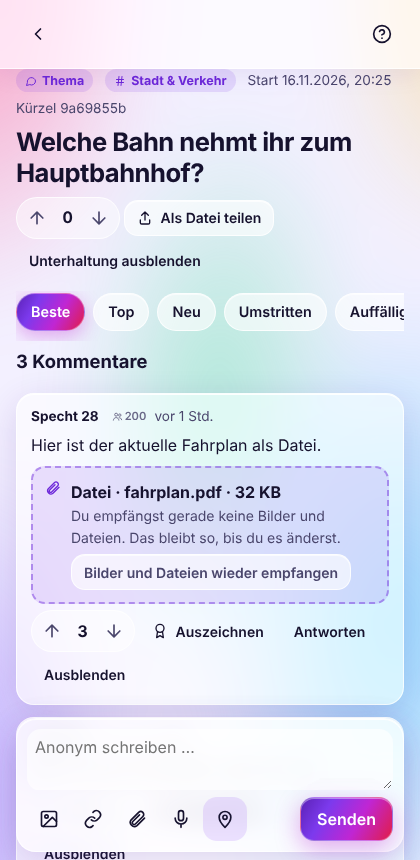 Thema # Stadt & Verkehr Start 16.11.2026, 20:25
Kürzel 9a69855b
Welche Bahn nehmt ihr zum
Hauptbahnhof?
0 Als Datei teilen
Unterhaltung ausblenden
Beste Top Neu Umstritten Auffällig
3 Kommentare
Specht 28 200 vor 1 Std.
Hier ist der aktuelle Fahrplan als Datei.
Datei · fahrplan.pdf · 32 KB
Du empfängst gerade keine Bilder und
Dateien. Das bleibt so, bis du es änderst.
Bilder und Dateien wieder empfangen
3 Auszeichnen Antworten
Ausblenden
Anonym schreiben …
Senden
Ausblenden